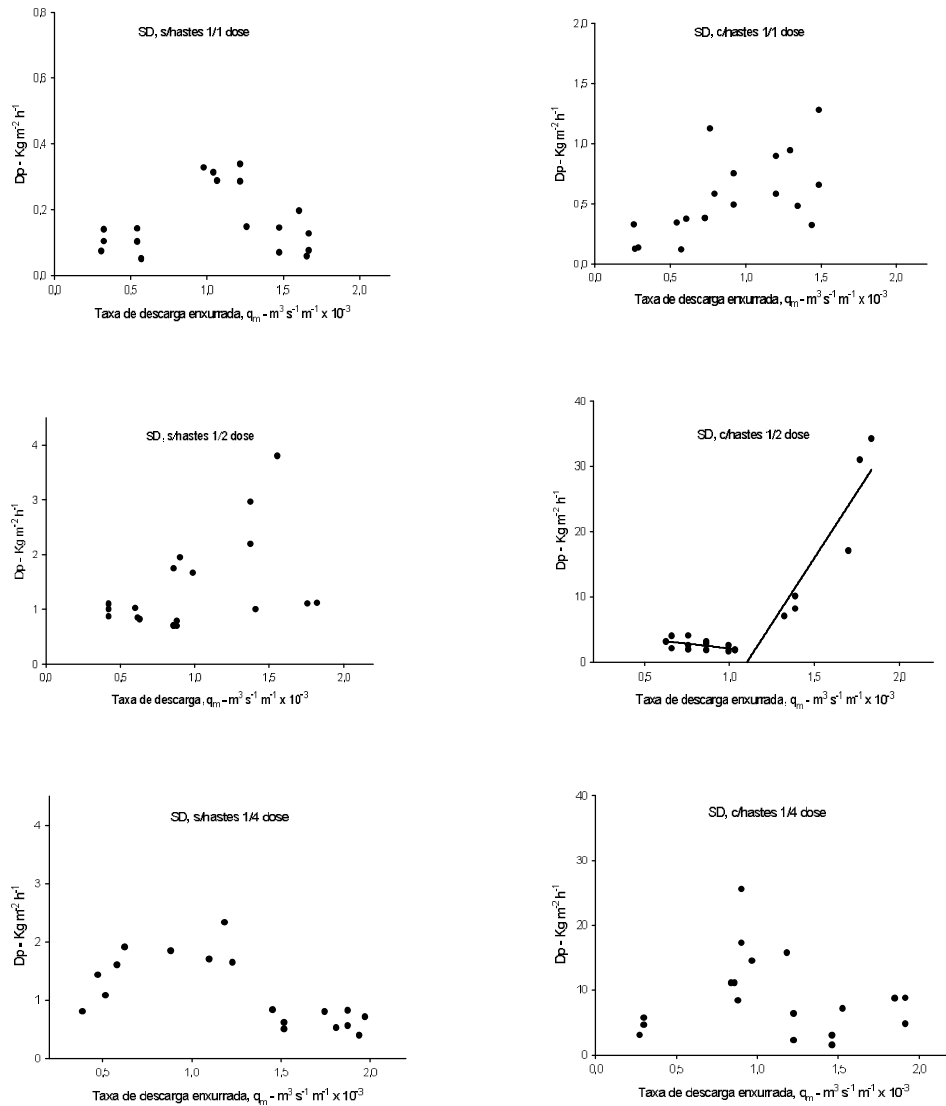 SD, s/hastes 1/1 dose
0,8
0,6
0,4
0,2
0,0
Dp - Kg m⁻² h⁻¹
0,0 0,5 1,0 1,5 2,0
Taxa de descarga enxurrada, qₘ - m³ s⁻¹ m⁻¹ x 10⁻³
SD, c/hastes 1/1 dose
2,0
1,5
1,0
0,5
0,0
Dp - Kg m⁻² h⁻¹
0,0 0,5 1,0 1,5 2,0
Taxa de descarga enxurrada, qₘ - m³ s⁻¹ m⁻¹ x 10⁻³
SD, s/hastes 1/2 dose
4
3
2
1
0
Dp - Kg m⁻² h⁻¹
0,0 0,5 1,0 1,5 2,0
Taxa de descarga, qₘ - m³ s⁻¹ m⁻¹ x 10⁻³
SD, c/hastes 1/2 dose
40
30
20
10
0
Dp - Kg m⁻² h⁻¹
0,5 1,0 1,5 2,0
Taxa de descarga enxurrada, qₘ - m³ s⁻¹ m⁻¹ x 10⁻³
SD, s/hastes 1/4 dose
4
3
2
1
0
Dp - Kg m⁻² h⁻¹
0,5 1,0 1,5 2,0
Taxa de descarga enxurrada, qₘ - m³ s⁻¹ m⁻¹ x 10⁻³
SD, c/hastes 1/4 dose
40
30
20
10
0
Dp - Kg m⁻² h⁻¹
0,0 0,5 1,0 1,5 2,0
Taxa de descarga enxurrada, qₘ - m³ s⁻¹ m⁻¹ x 10⁻³